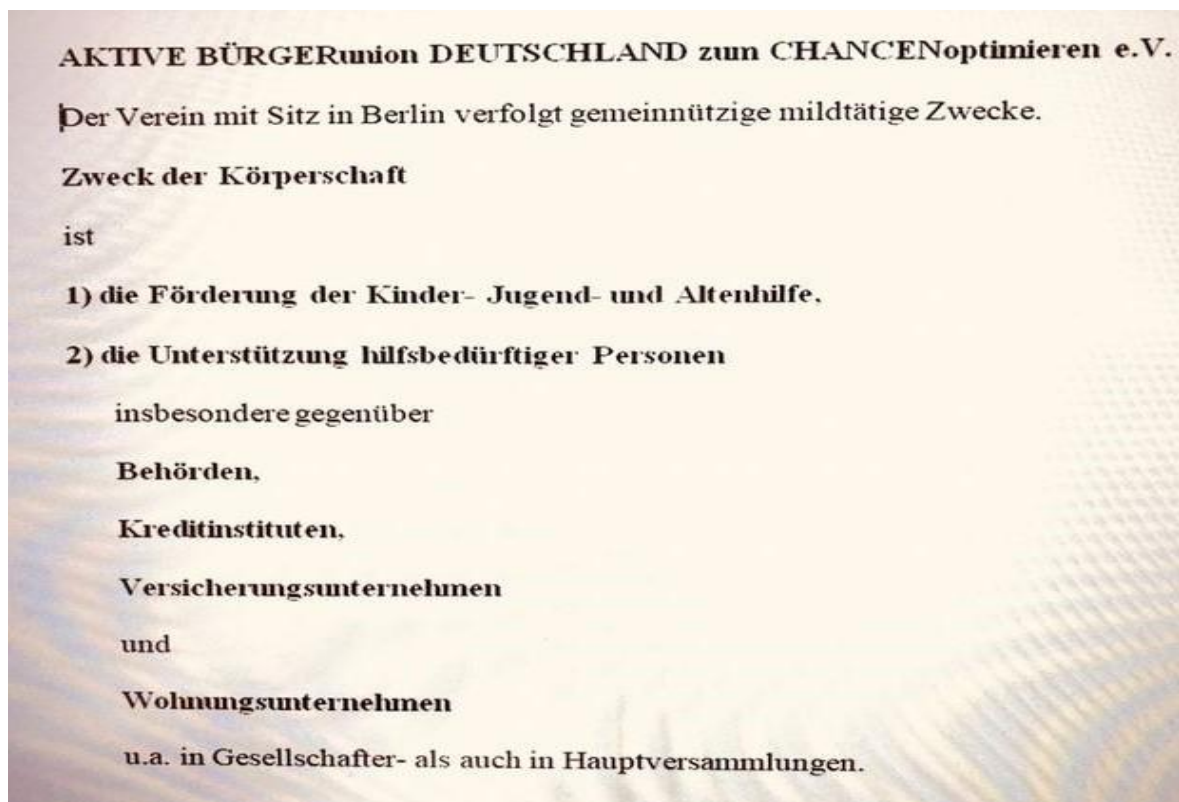 AKTIVE BÜRGERunion DEUTSCHLAND zum CHANCENoptimieren e.V.
Der Verein mit Sitz in Berlin verfolgt gemeinnützige mildtätige Zwecke.
Zweck der Körperschaft
ist
1) die Förderung der Kinder- Jugend- und Altenhilfe,
2) die Unterstützung hilfsbedürftiger Personen
insbesondere gegenüber
Behörden,
Kreditinstituten,
Versicherungsunternehmen
und
Wohnungsunternehmen
u.a. in Gesellschafter- als auch in Hauptversammlungen.